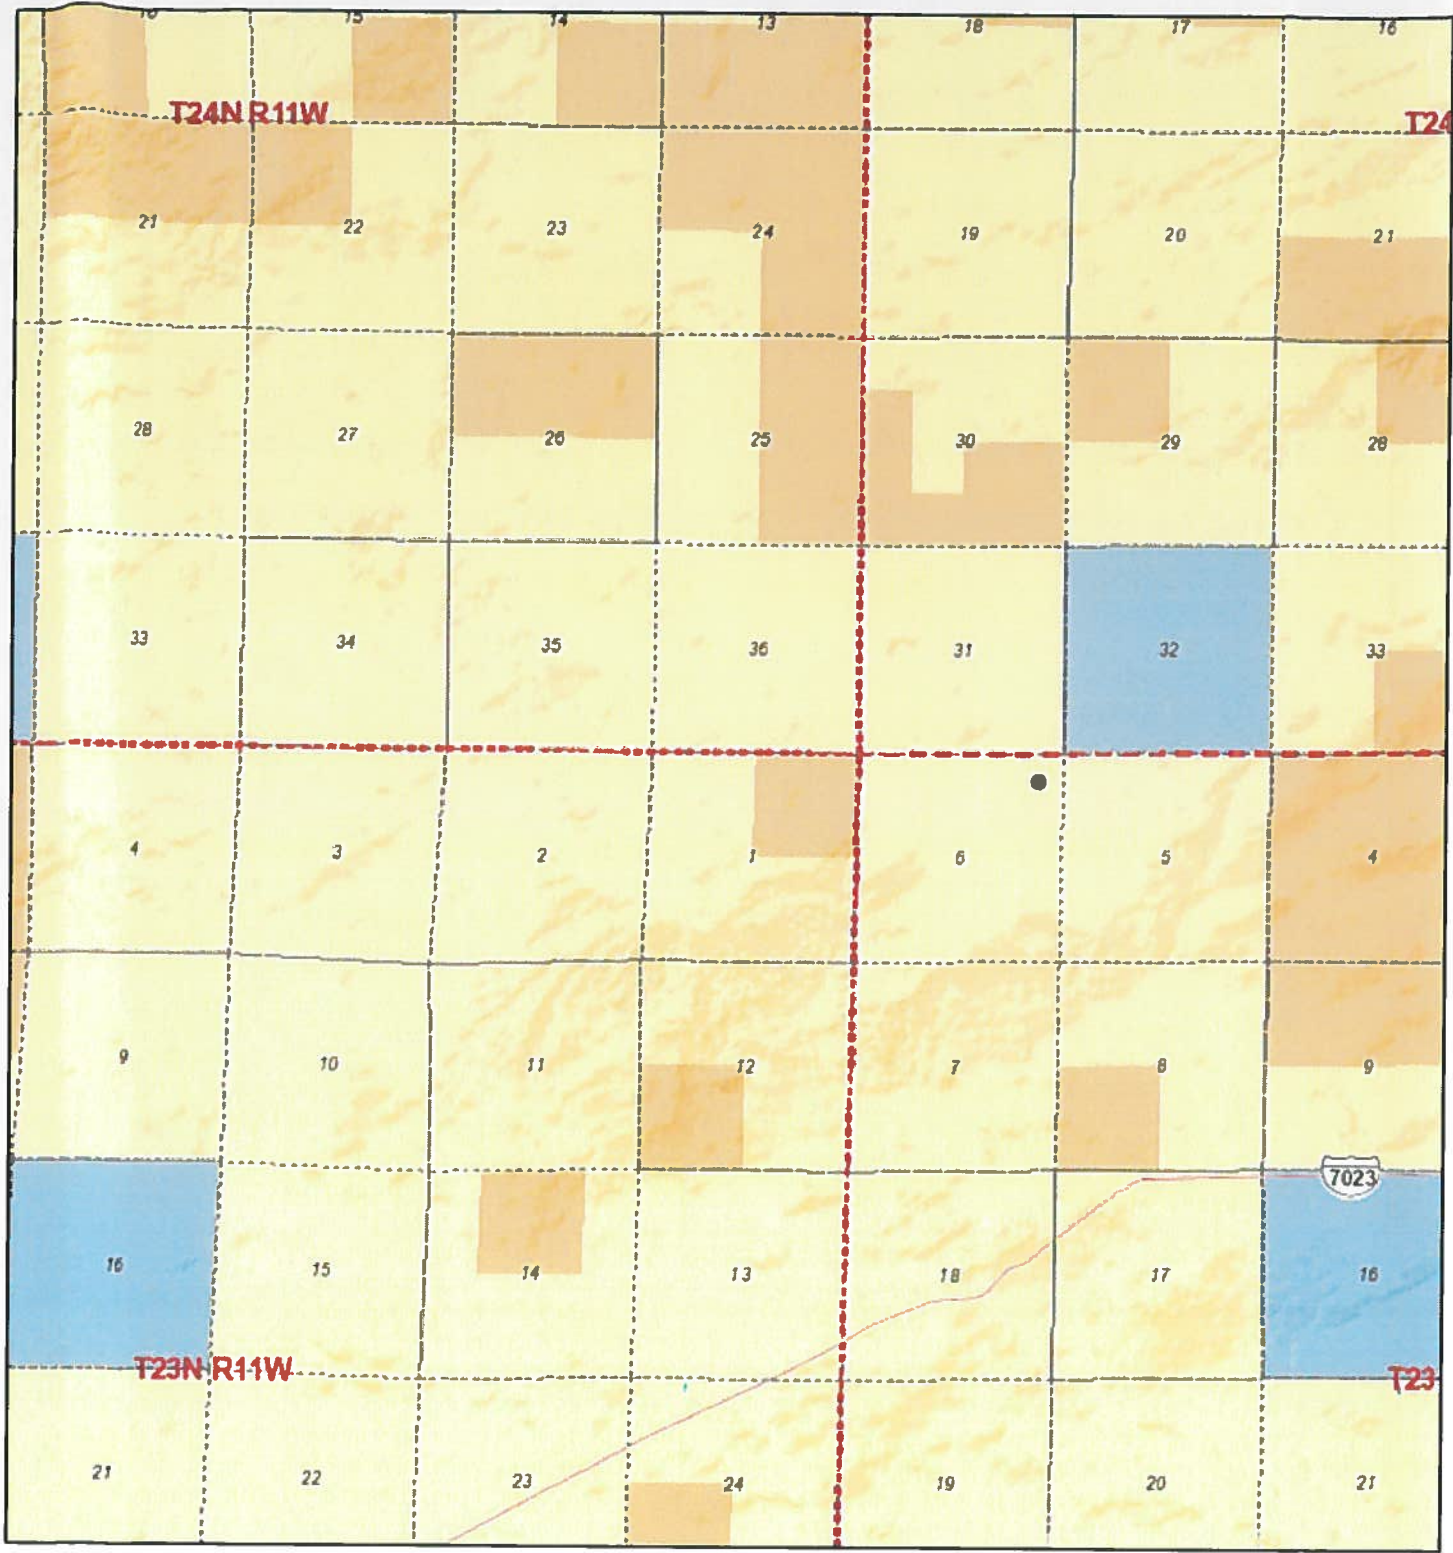 16 15 14 13 18 17 16
T24N R11W T24
21 22 23 24 19 20 21
28 27 26 25 30 29 28
33 34 35 36 31 32 33
4 3 2 1 6 5 4
9 10 11 12 7 8 9
7023
16 15 14 13 18 17 16
T23N R11W T23
21 22 23 24 19 20 21